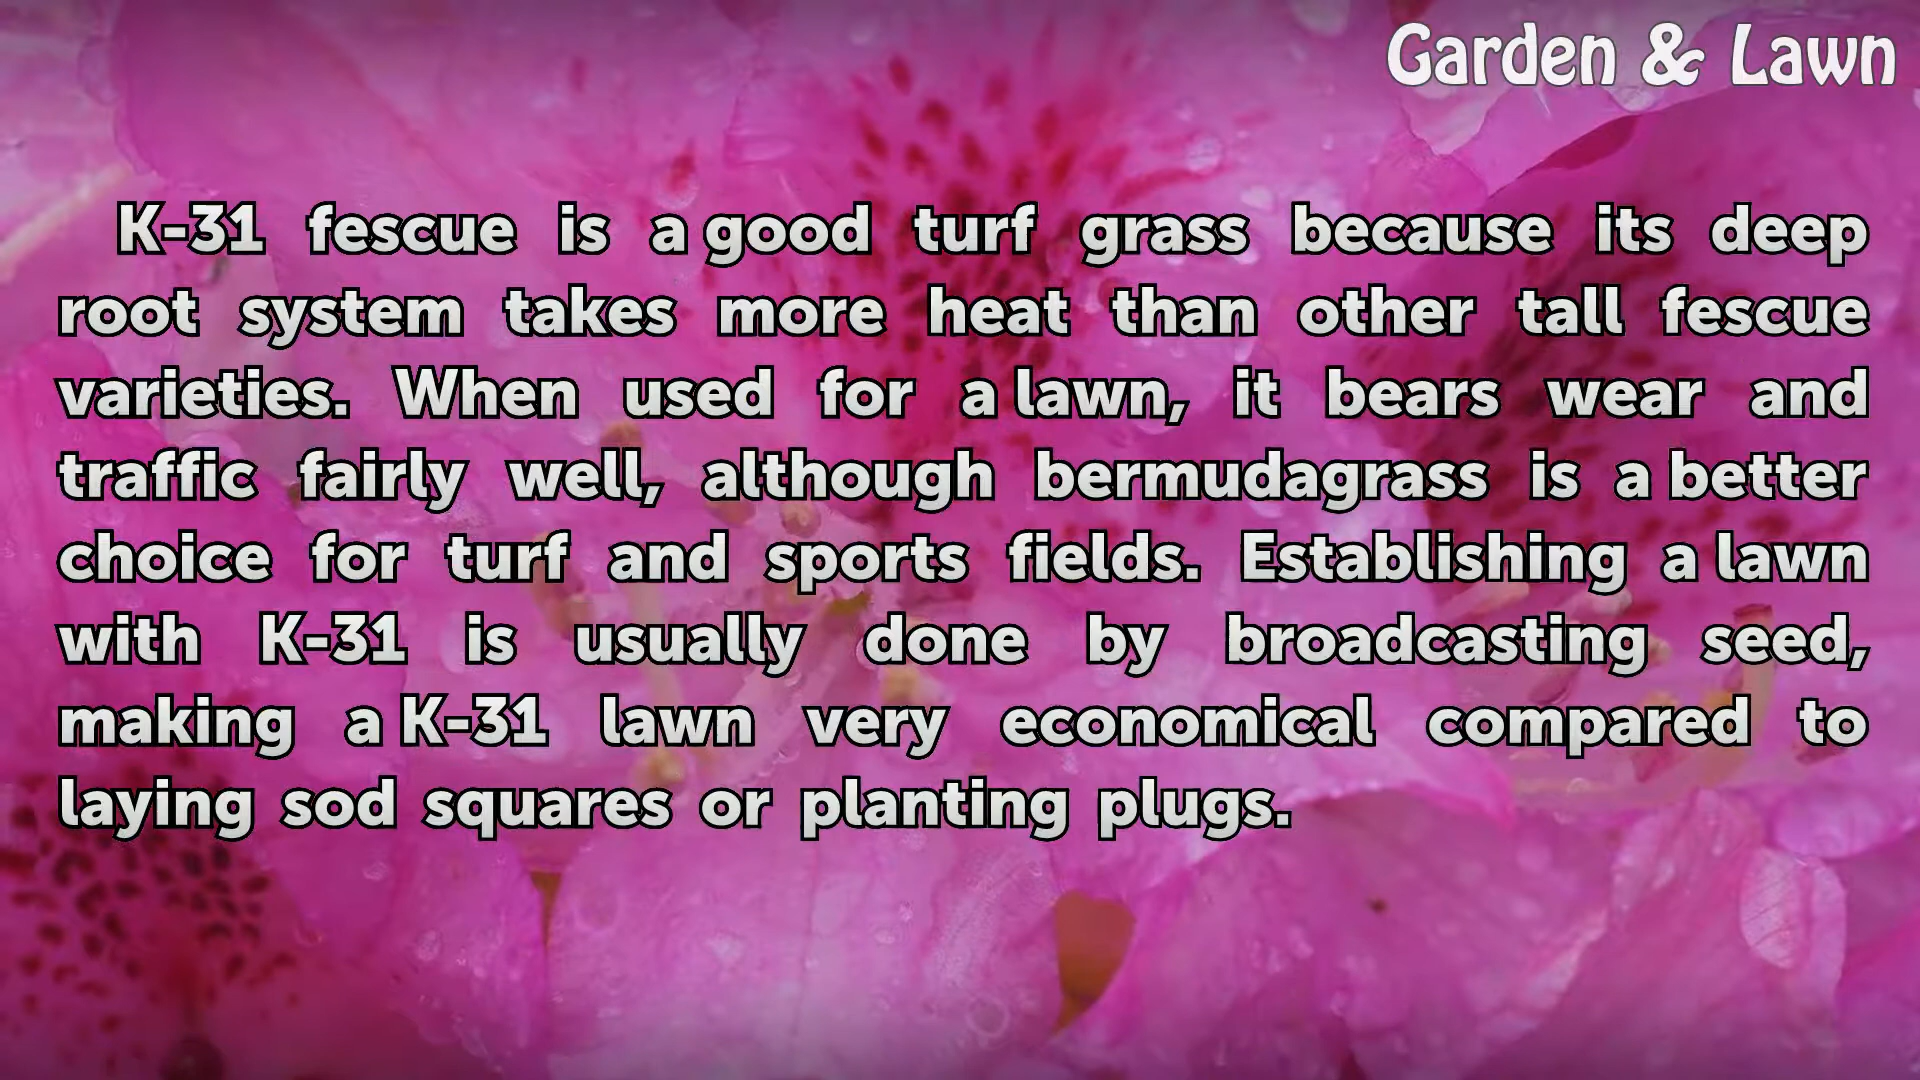 Garden & Lawn
K-31 fescue is a good turf grass because its deep
root system takes more heat than other tall fescue
varieties. When used for a lawn, it bears wear and
traffic fairly well, although bermudagrass is a better
choice for turf and sports fields. Establishing a lawn
with K-31 is usually done by broadcasting seed,
making a K-31 lawn very economical compared to
laying sod squares or planting plugs.